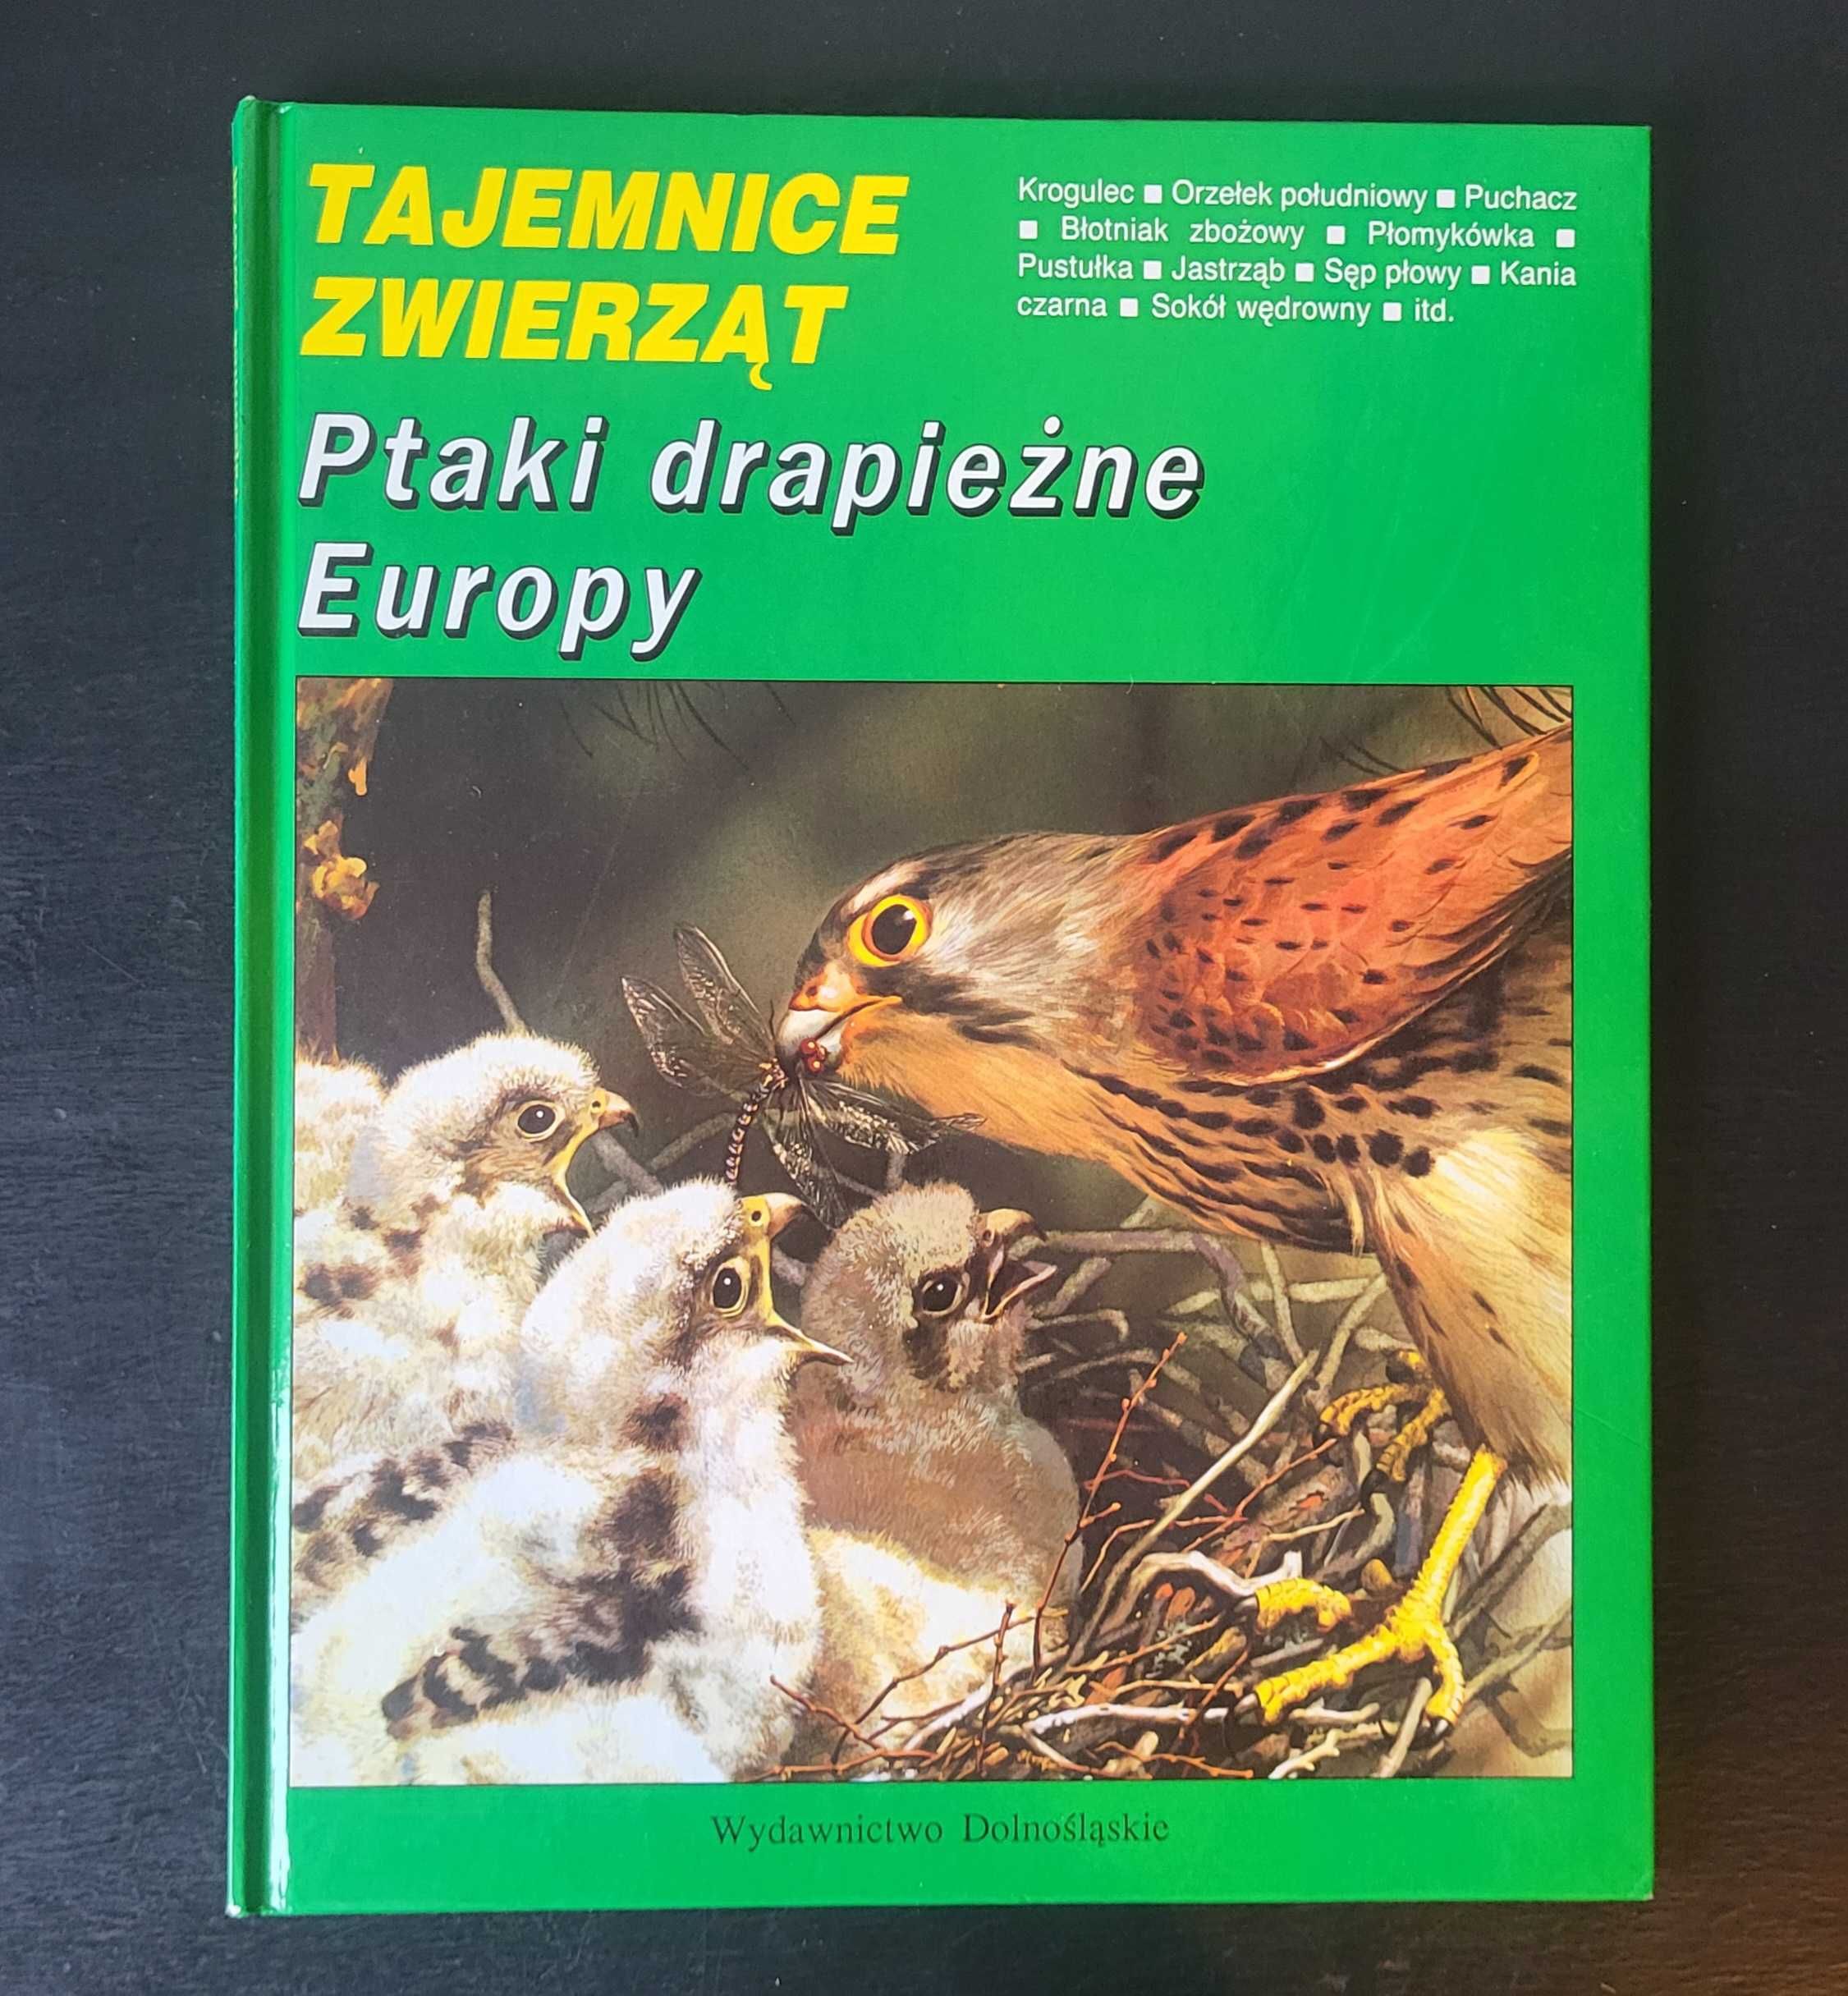 TAJEMNICE
ZWIERZĄT
Krogulec ■ Orzełek południowy ■ Puchacz
■ Błotniak zbożowy ■ Płomykówka ■
Pustułka ■ Jastrząb ■ Sęp płowy ■ Kania
czarna ■ Sokół wędrowny ■ itd.
Ptaki drapieżne
Europy
Wydawnictwo Dolnośląskie